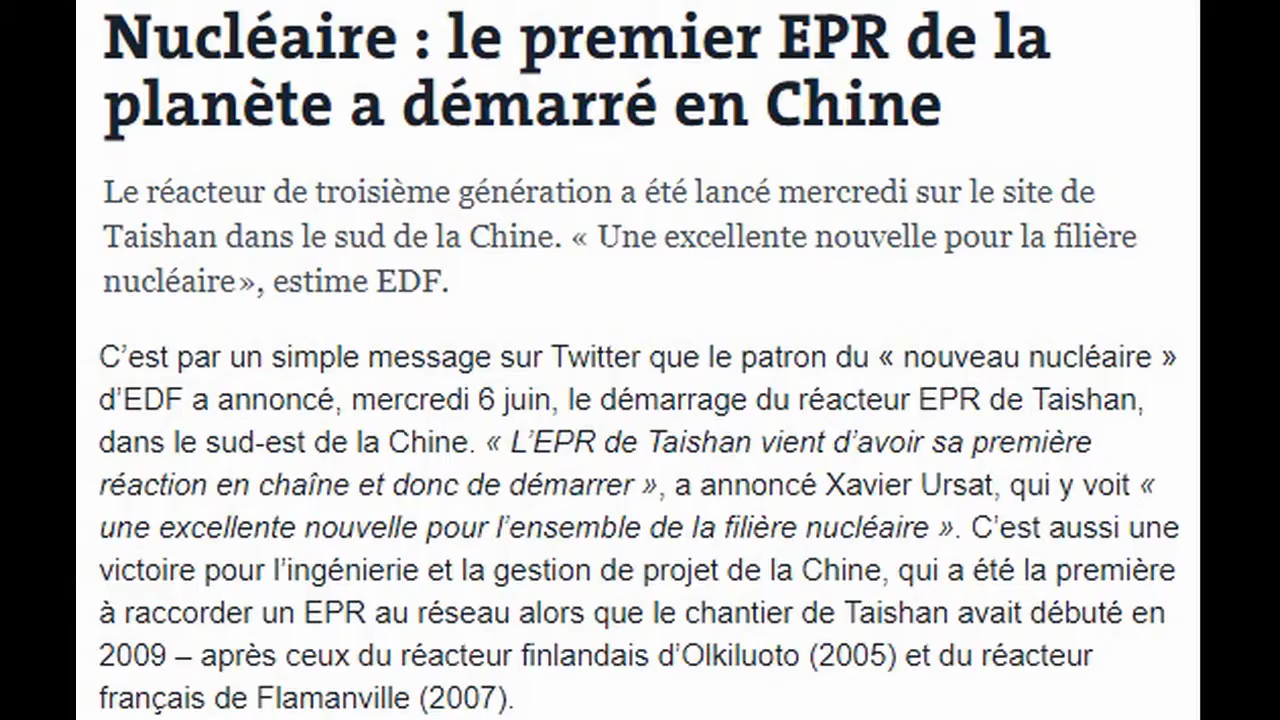 Nucléaire : le premier EPR de la
planète a démarré en Chine
Le réacteur de troisième génération a été lancé mercredi sur le site de
Taishan dans le sud de la Chine. « Une excellente nouvelle pour la filière
nucléaire», estime EDF.
C’est par un simple message sur Twitter que le patron du « nouveau nucléaire »
d’EDF a annoncé, mercredi 6 juin, le démarrage du réacteur EPR de Taishan,
dans le sud-est de la Chine. « L’EPR de Taishan vient d’avoir sa première
réaction en chaîne et donc de démarrer », a annoncé Xavier Ursat, qui y voit «
une excellente nouvelle pour l’ensemble de la filière nucléaire ». C’est aussi une
victoire pour l’ingénierie et la gestion de projet de la Chine, qui a été la première
à raccorder un EPR au réseau alors que le chantier de Taishan avait débuté en
2009 – après ceux du réacteur finlandais d’Olkiluoto (2005) et du réacteur
français de Flamanville (2007).